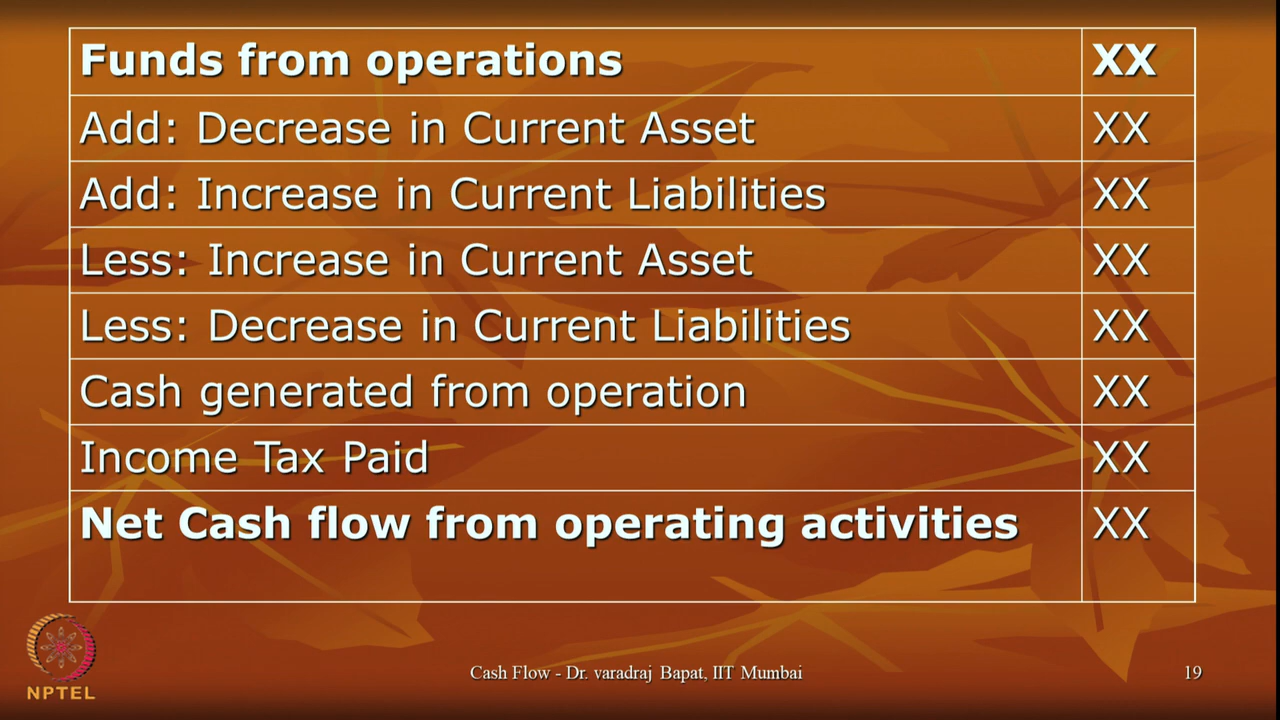 Funds from operations XX
Add: Decrease in Current Asset XX
Add: Increase in Current Liabilities XX
Less: Increase in Current Asset XX
Less: Decrease in Current Liabilities XX
Cash generated from operation XX
Income Tax Paid XX
Net Cash flow from operating activities XX
NPTEL
Cash Flow - Dr. varadraj Bapat, IIT Mumbai
19